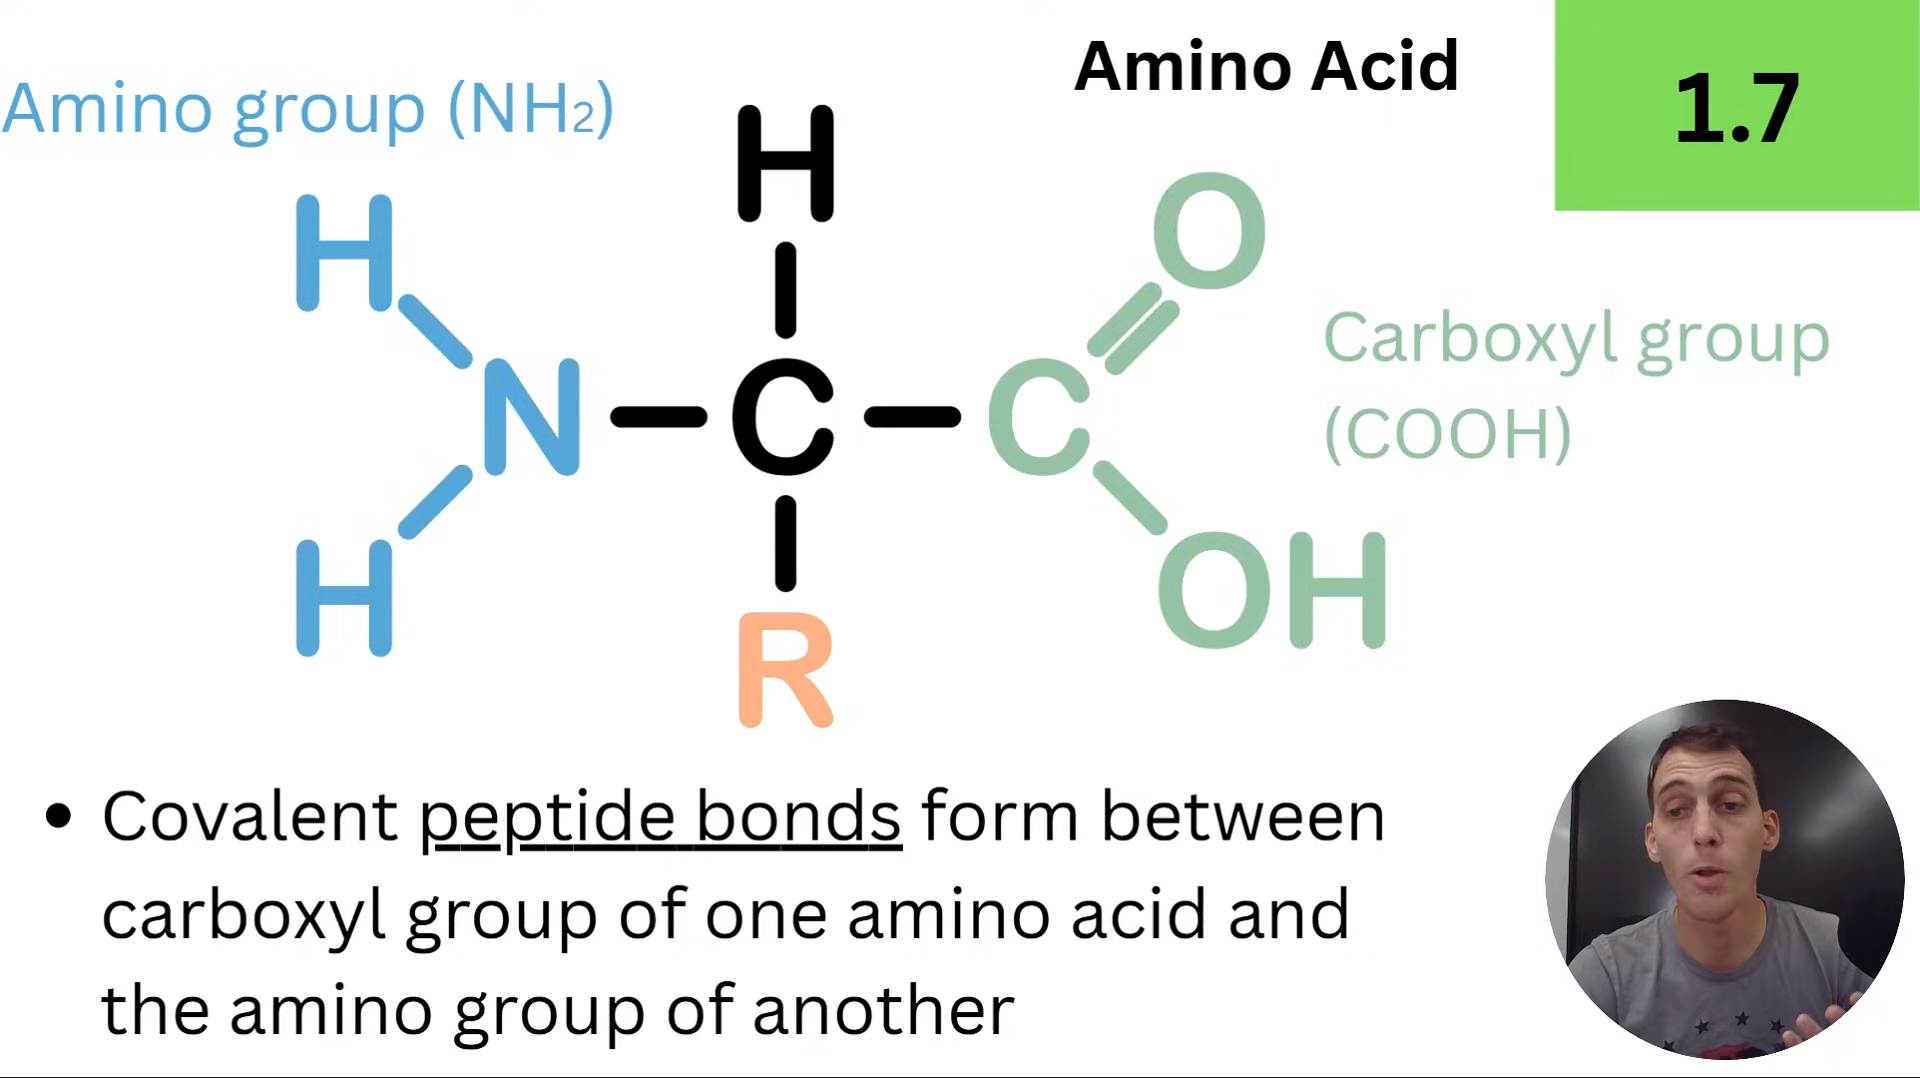 Amino Acid
1.7
Amino group (NH₂)
H
H
O
Carboxyl group
(COOH)
N
C
C
H
OH
R
• Covalent peptide bonds form between
carboxyl group of one amino acid and
the amino group of another